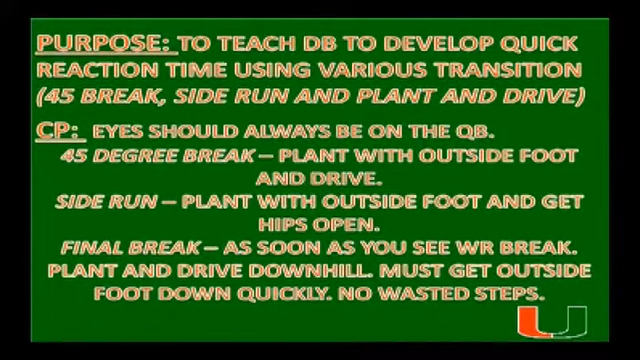 PURPOSE: TO TEACH DB TO DEVELOP QUICK
REACTION TIME USING VARIOUS TRANSITION
(45 BREAK, SIDE RUN AND PLANT AND DRIVE)
CP: EYES SHOULD ALWAYS BE ON THE QB.
45 DEGREE BREAK – PLANT WITH OUTSIDE FOOT
AND DRIVE.
SIDE RUN – PLANT WITH OUTSIDE FOOT AND GET
HIPS OPEN.
FINAL BREAK – AS SOON AS YOU SEE WR BREAK.
PLANT AND DRIVE DOWNHILL. MUST GET OUTSIDE
FOOT DOWN QUICKLY. NO WASTED STEPS.
U